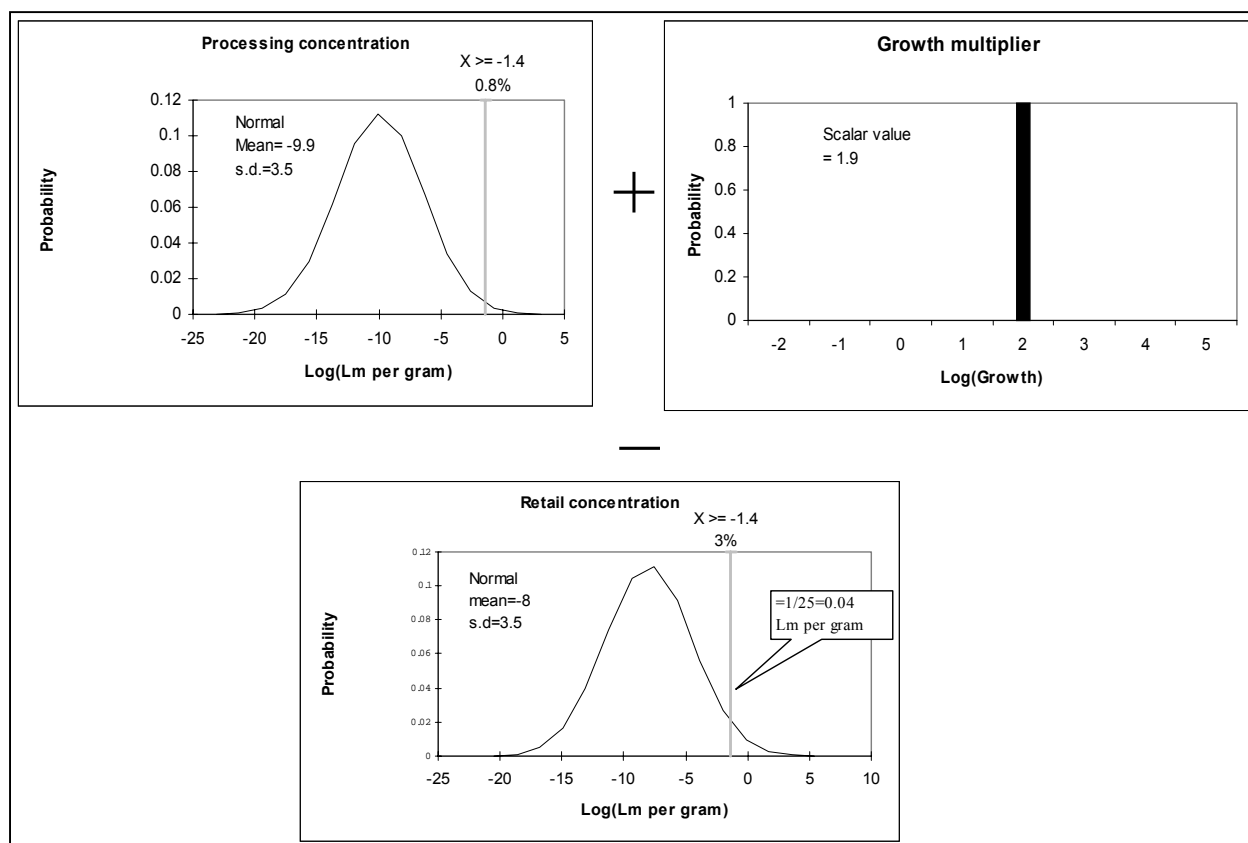 Processing concentration
X >= -1.4
0.8%
0.12
0.1
0.08
0.06
0.04
0.02
0
Normal
Mean= -9.9
s.d.=3.5
Probability
-25 -20 -15 -10 -5 0 5
Log(Lm per gram)
+
Growth multiplier
1
0.8
0.6
0.4
0.2
0
Scalar value
= 1.9
Probability
-2 -1 0 1 2 3 4 5
Log(Growth)
Retail concentration
X >= -1.4
3%
0.12
0.1
0.08
0.06
0.04
0.02
0
Normal
mean=-8
s.d=3.5
=1/25=0.04
Lm per gram
Probability
-25 -20 -15 -10 -5 0 5 10
Log(Lm per gram)